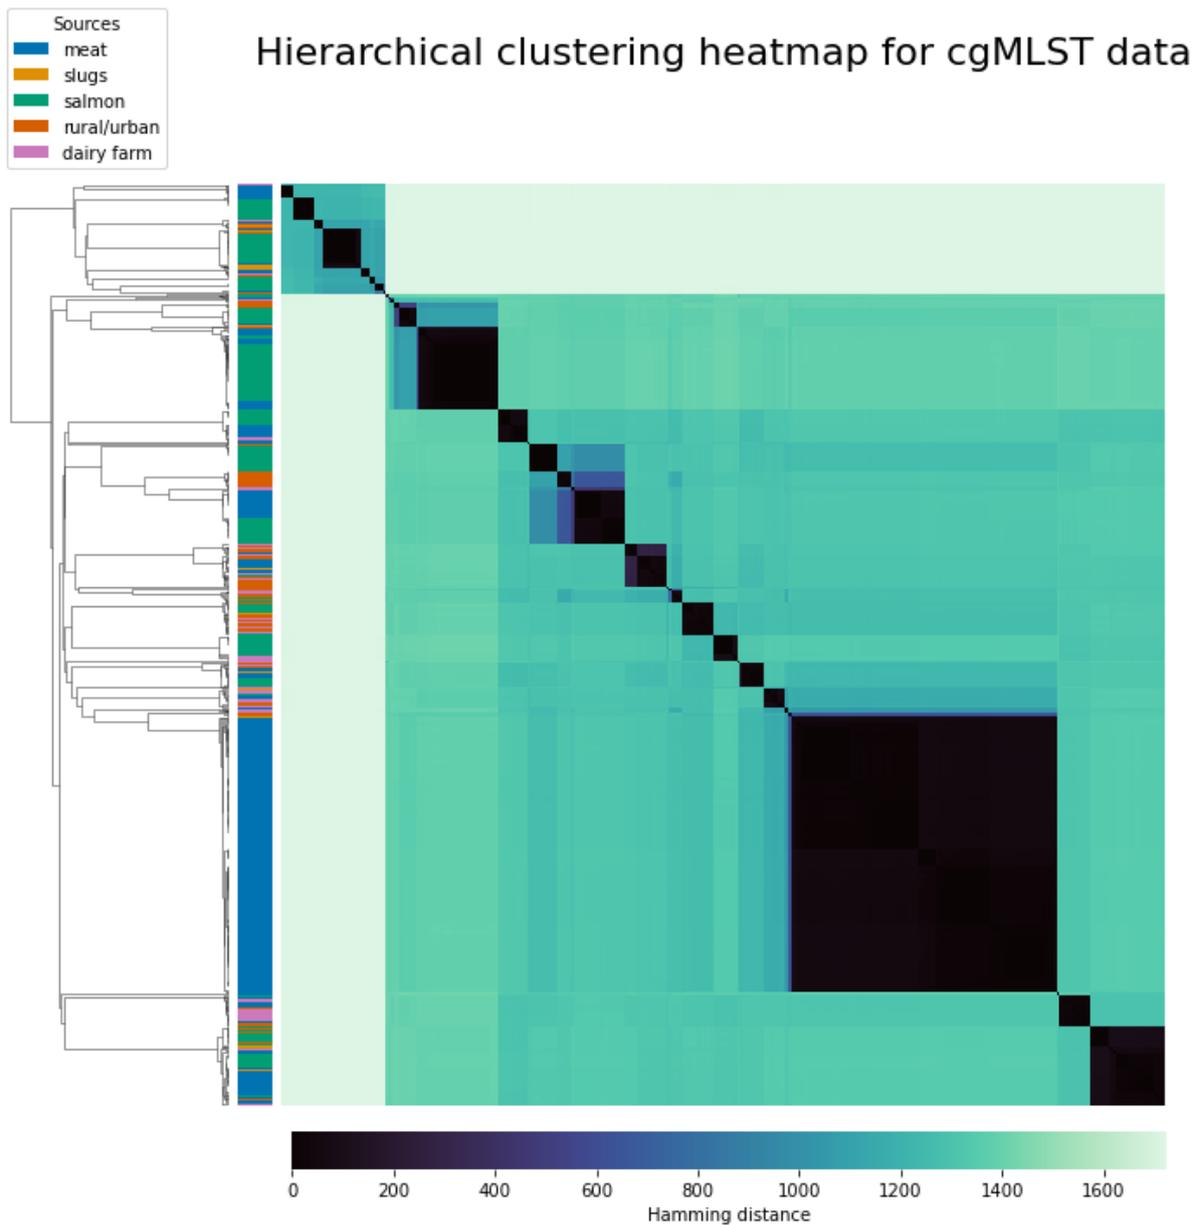 Sources
meat
slugs
salmon
rural/urban
dairy farm
Hierarchical clustering heatmap for cgMLST data
0 200 400 600 800 1000 1200 1400 1600
Hamming distance